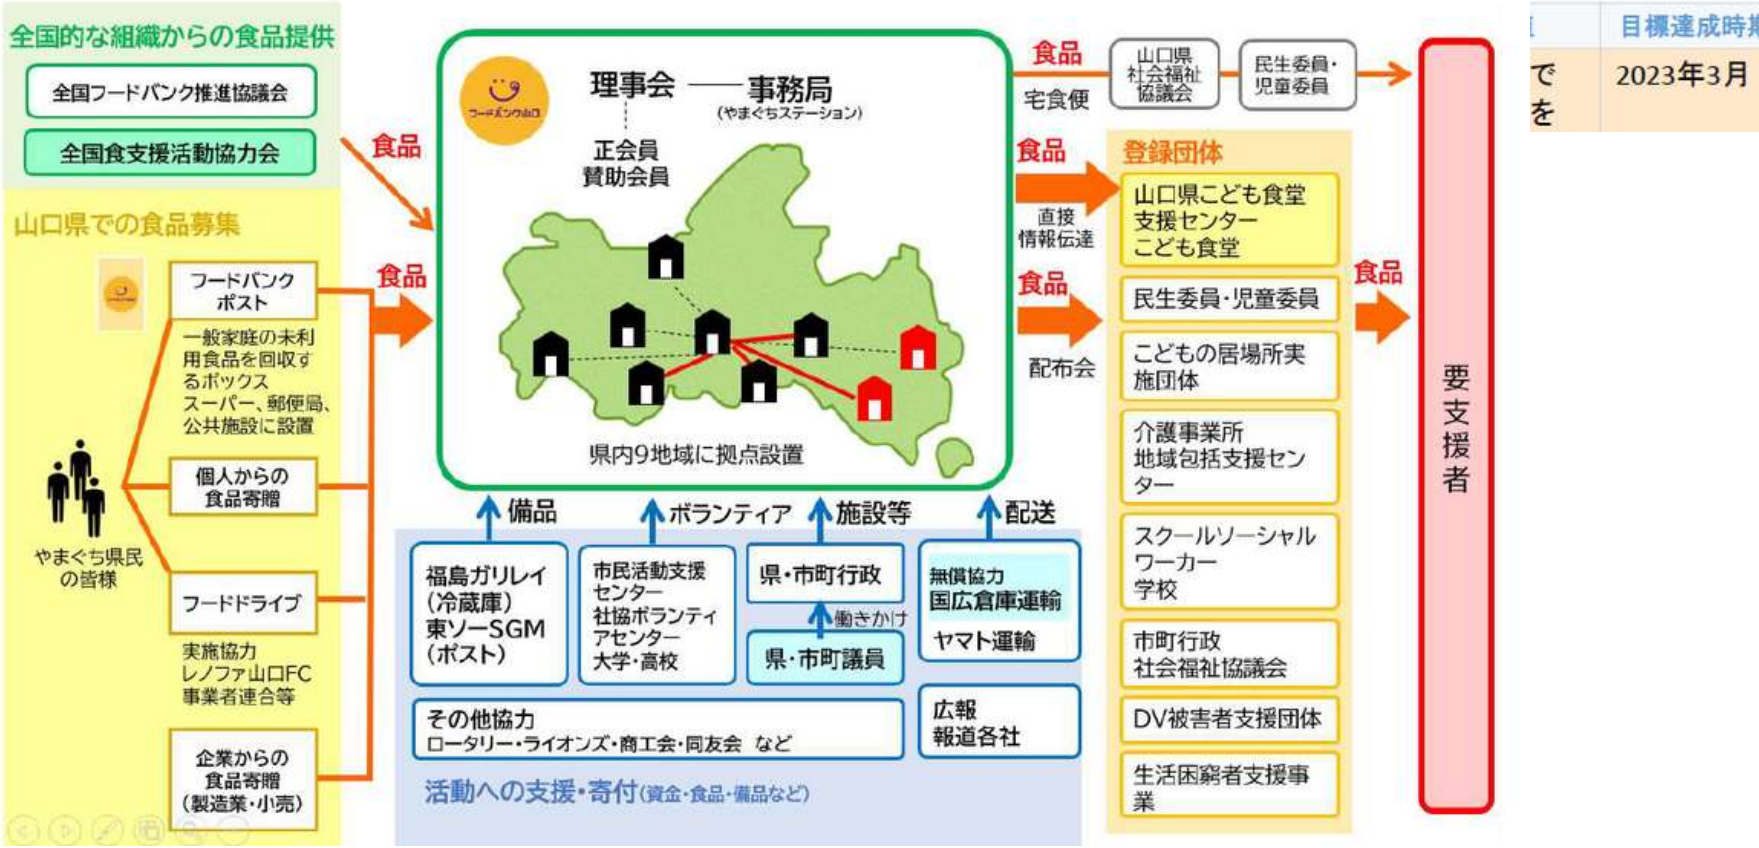 全国的な組織からの食品提供
全国フードバンク推進協議会
全国食支援活動協力会
食品
山口県での食品募集
フードバンク
ポスト
一般家庭の未利
用食品を回収す
るボックス
スーパー、郵便局、
公共施設に設置
個人からの
食品寄贈
やまぐち県民
の皆様
フードドライブ
実施協力
レノファ山口FC
事業者連合等
企業からの
食品寄贈
(製造業・小売)
食品
フードバンク山口
理事会
事務局
(やまぐちステーション)
正会員
賛助会員
県内9地域に拠点設置
備品
ボランティア
施設等
配送
福島ガリレイ
(冷蔵庫)
東ソーSGM
(ポスト)
市民活動支援
センター
社協ボランティ
アセンター
大学・高校
県・市町行政
働きかけ
県・市町議員
無償協力
国広倉庫運輸
ヤマト運輸
その他協力
ロータリー・ライオンズ・商工会・同友会 など
広報
報道各社
活動への支援・寄付(資金・食品・備品など)
食品
宅食便
山口県
社会福祉
協議会
民生委員・
児童委員
食品
直接
情報伝達
食品
配布会
登録団体
山口県こども食堂
支援センター
こども食堂
民生委員・児童委員
こどもの居場所実
施団体
介護事業所
地域包括支援セン
ター
スクールソーシャル
ワーカー
学校
市町行政
社会福祉協議会
DV被害者支援団体
生活困窮者支援事
業
食品
要支援者
目標達成時期
で
を
2023年3月